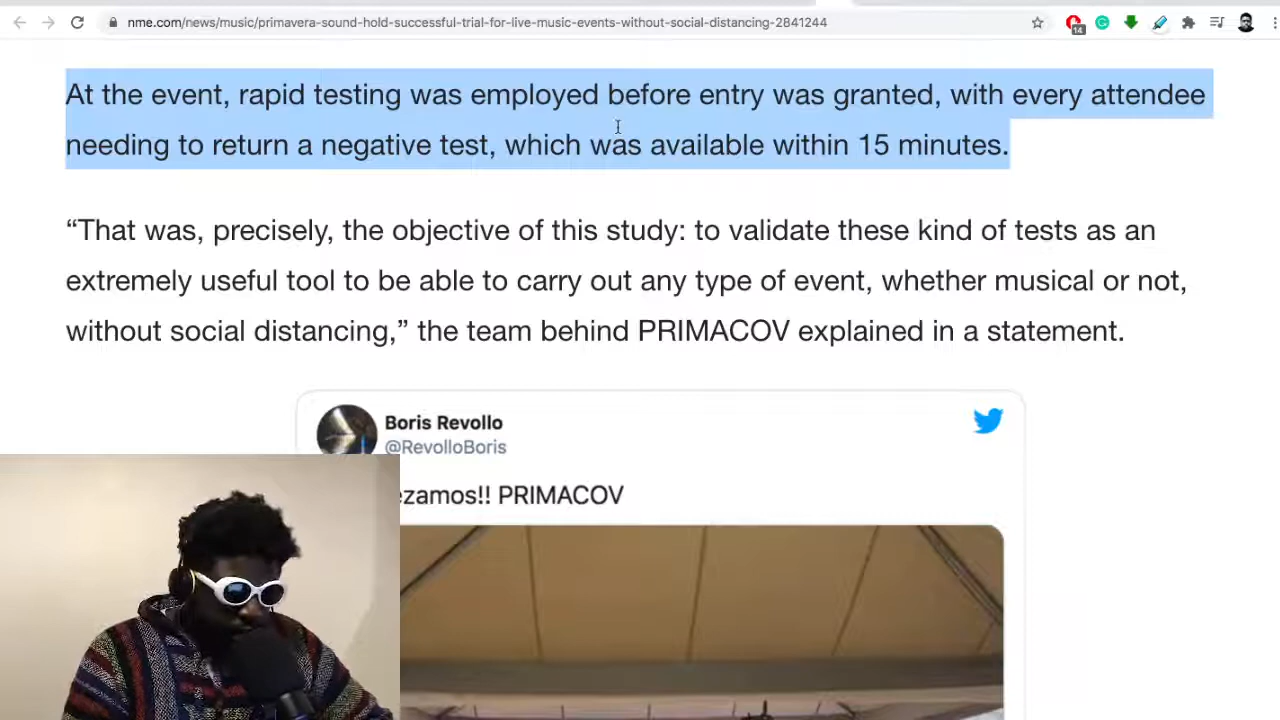 nme.com/news/music/primavera-sound-hold-successful-trial-for-live-music-events-without-social-distancing-2841244
14
At the event, rapid testing was employed before entry was granted, with every attendee
needing to return a negative test, which was available within 15 minutes.
“That was, precisely, the objective of this study: to validate these kind of tests as an
extremely useful tool to be able to carry out any type of event, whether musical or not,
without social distancing,” the team behind PRIMACOV explained in a statement.
Boris Revollo
@RevolloBoris
ezamos!! PRIMACOV